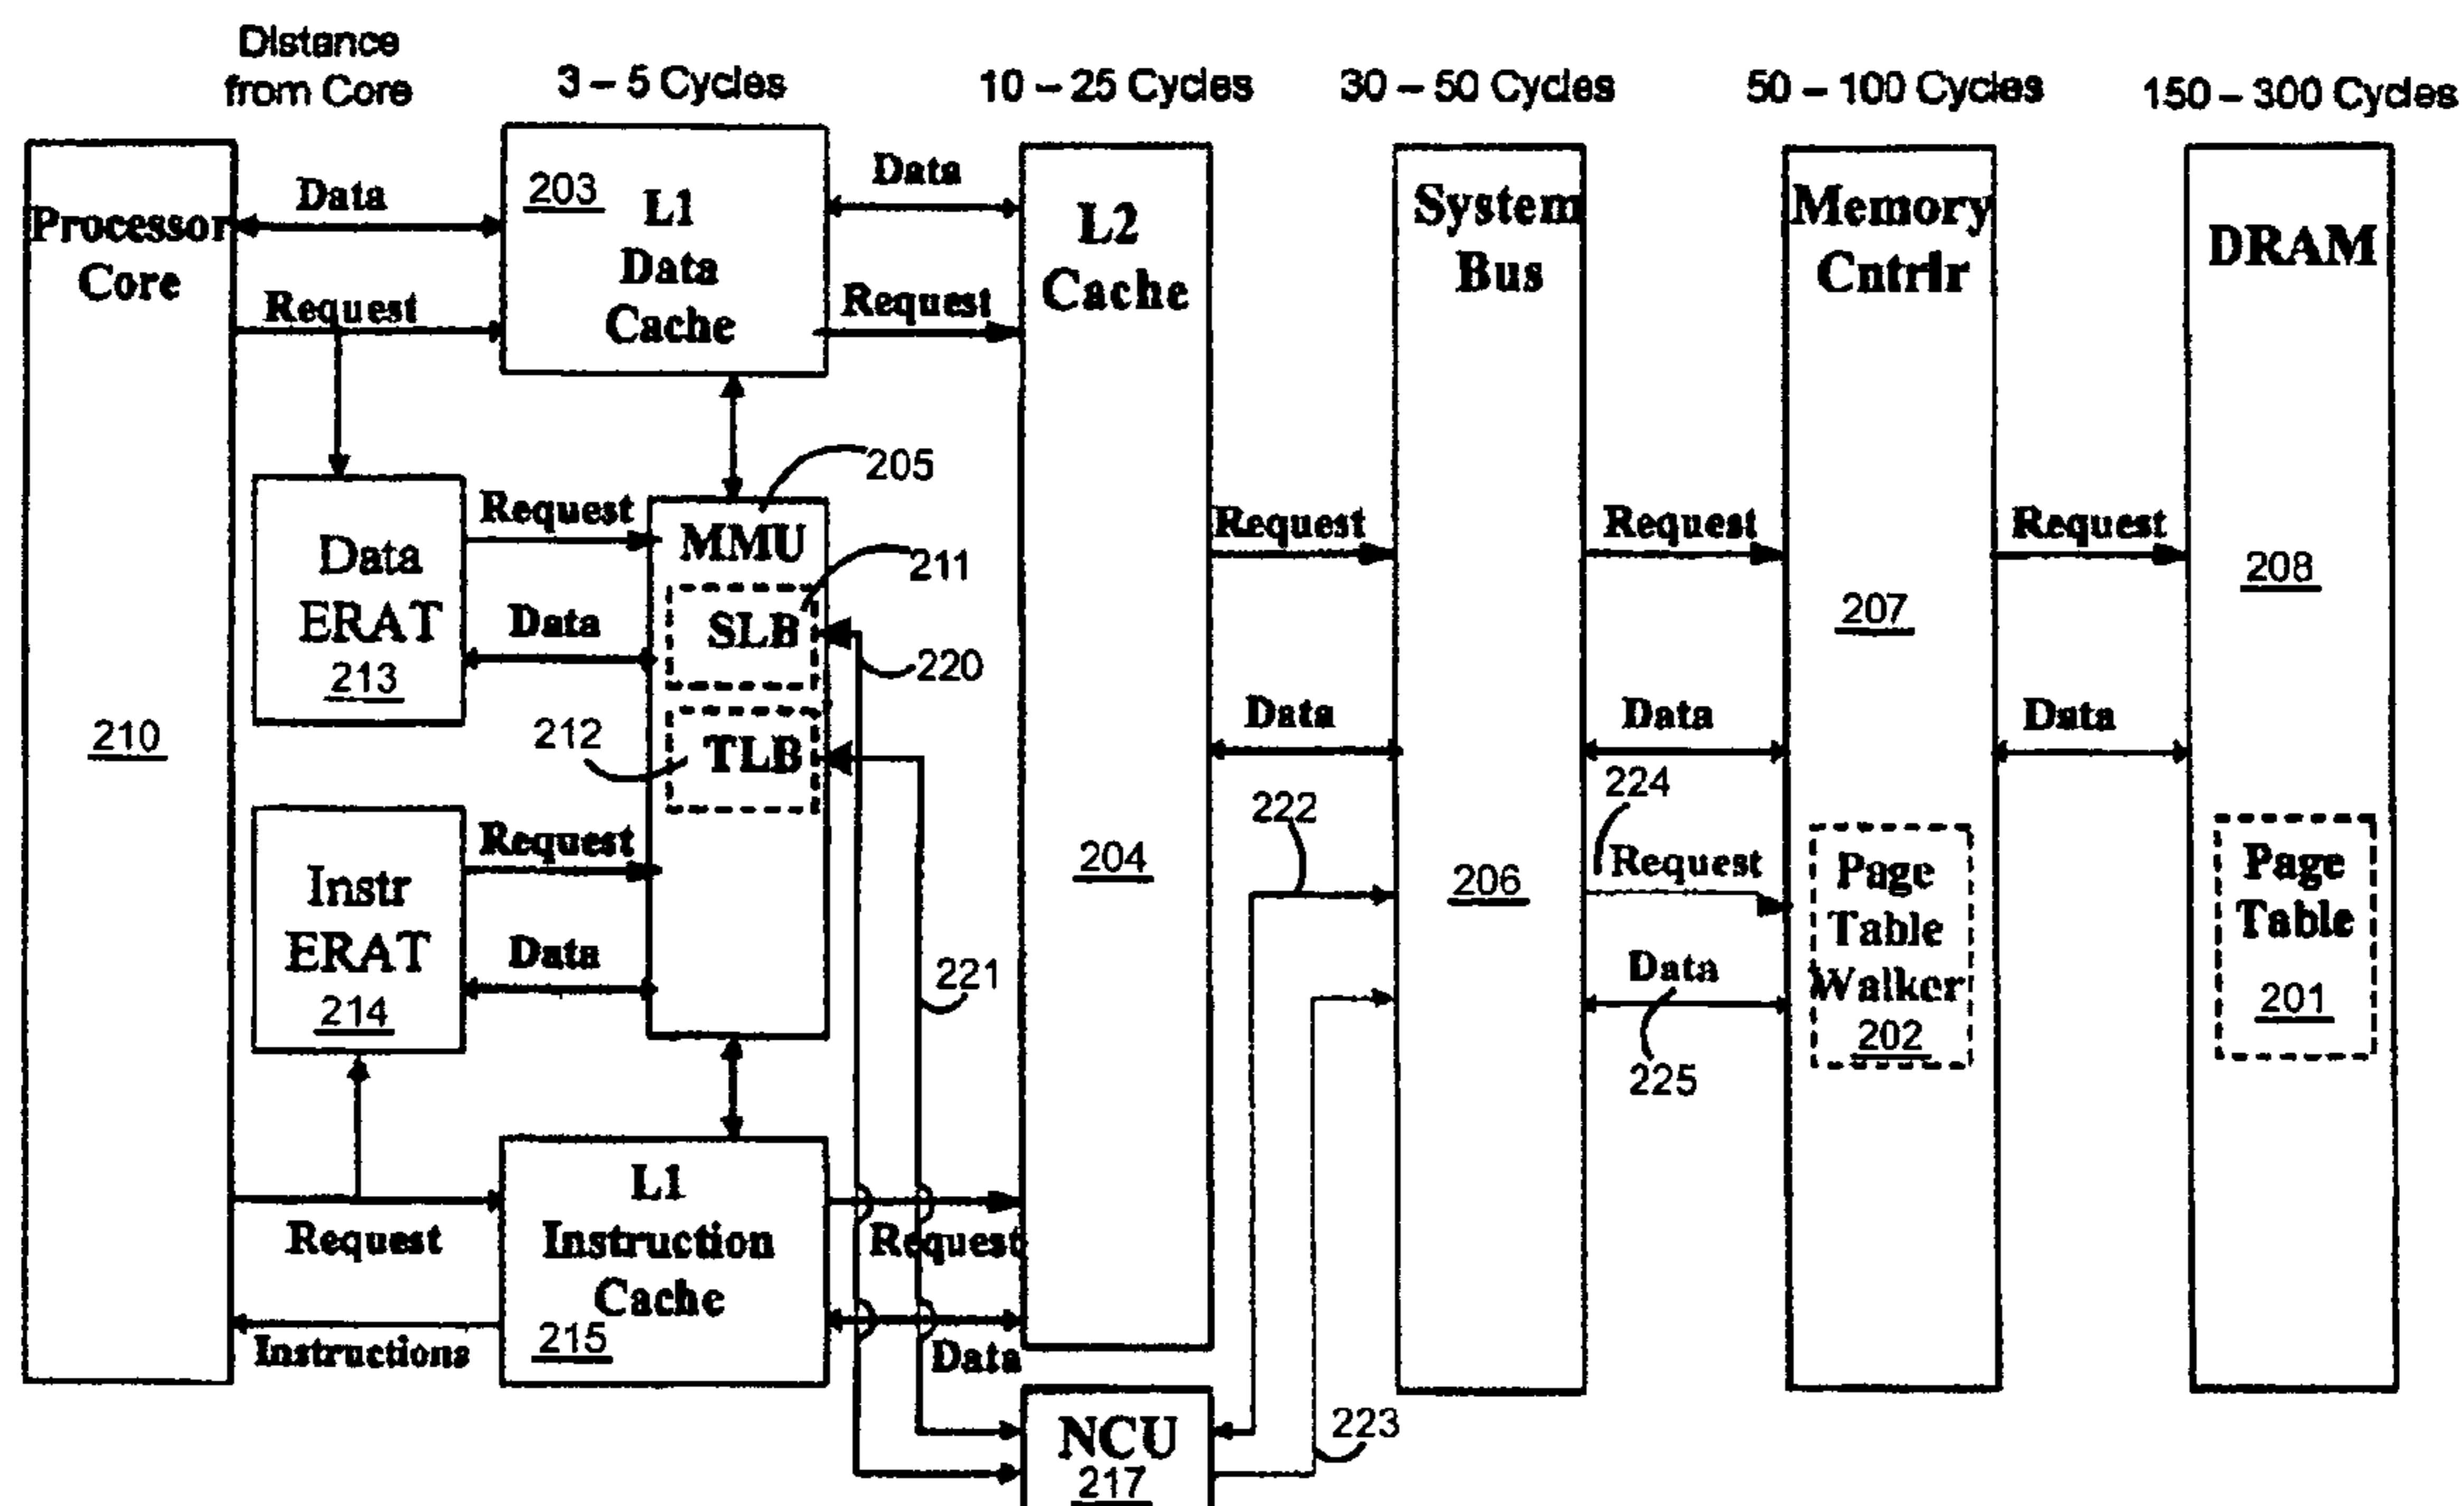 Distance
from Core
3 – 5 Cycles
10 – 25 Cycles
30 – 50 Cycles
50 – 100 Cycles
150 – 300 Cycles
Processor
Core
210
Data
Request
203
L1
Data
Cache
Data
Request
Data
ERAT
213
Request
Data
205
MMU
211
SLB
220
212
TLB
Instr
ERAT
214
Request
Data
221
Request
Instructions
L1
Instruction
Cache
215
Request
Data
L2
Cache
204
NCU
217
Request
Data
222
223
System
Bus
206
Request
Data
224
Request
Data
225
Memory
Cntrlr
207
Page
Table
Walker
202
Request
Data
DRAM
208
Page
Table
201